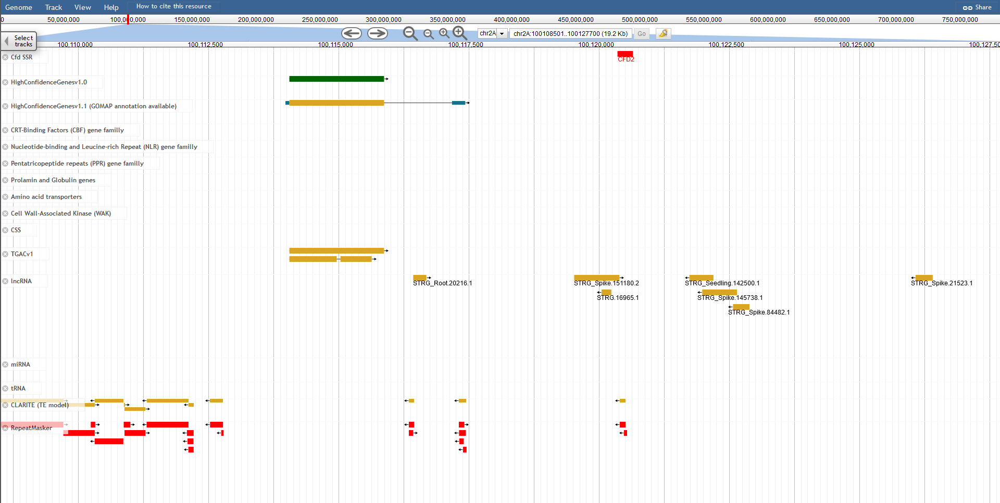 Genome Track View Help How to cite this resource Share
0 50,000,000 100,000,000 150,000,000 200,000,000 250,000,000 300,000,000 350,000,000 400,000,000 450,000,000 500,000,000 550,000,000 600,000,000 650,000,000 700,000,000 750,000,000
Select
tracks
chr2A chr2A:100108501..100127700 (19.2 Kb) Go
100,110,000 100,112,500 100,115,000 100,117,500 100,120,000 100,122,500 100,125,000 100,127,50
Cfd SSR
CFD2
HighConfidenceGenesv1.0
HighConfidenceGenesv1.1 (GOMAP annotation available)
CRT-Binding Factors (CBF) gene familly
Nucleotide-binding and Leucine-rich Repeat (NLR) gene familly
Pentatricopeptide repeats (PPR) gene familly
Prolamin and Globulin genes
Amino acid transporters
Cell Wall-Associated Kinase (WAK)
CSS
TGACv1
lncRNA
STRG_Root.20216.1 STRG_Spike.151180.2 STRG_Seedling.142500.1 STRG_Spike.21523.1
STRG.16965.1 STRG_Spike.145738.1
STRG_Spike.84482.1
miRNA
tRNA
CLARITE (TE model)
RepeatMasker